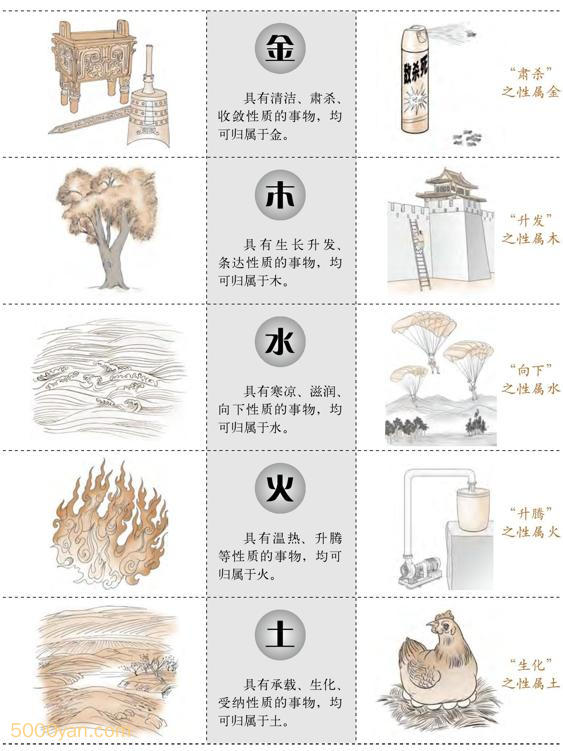 金
具有清洁、肃杀、
收敛性质的事物，均
可归属于金。
敌杀死
“肃杀”
之性属金
木
具有生长升发、
条达性质的事物，均
可归属于木。
“升发”
之性属木
水
具有寒凉、滋润、
向下性质的事物，均
可归属于水。
“向下”
之性属水
火
具有温热、升腾
等性质的事物，均可
归属于火。
“升腾”
之性属火
土
具有承载、生化、
受纳性质的事物，均
可归属于土。
“生化”
之性属土
5000yan.com